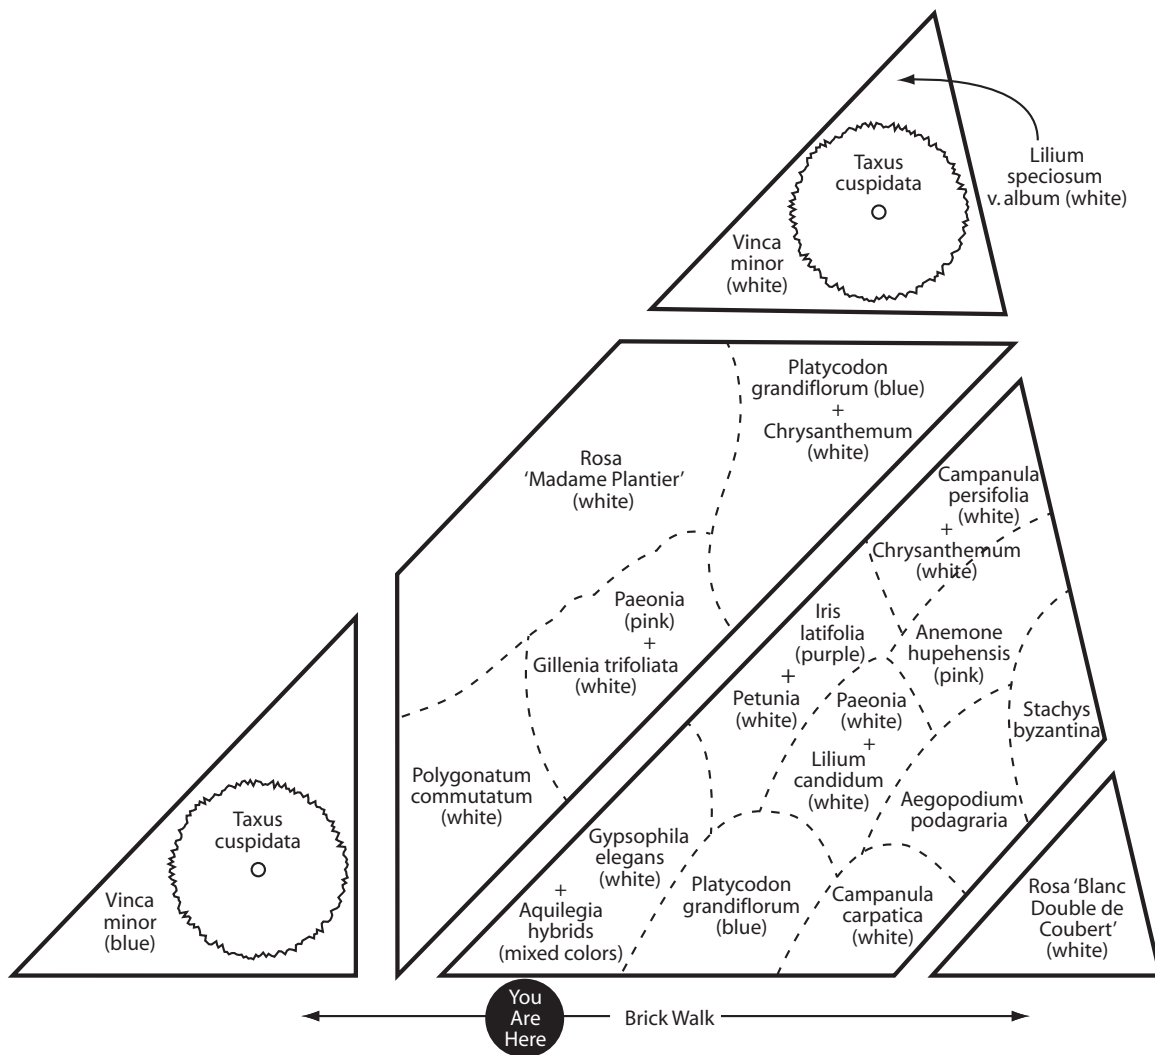 Taxus
cuspidata
Lilium
speciosum
v. album (white)
Vinca
minor
(white)
Platycodon
grandiflorum (blue)
+
Chrysanthemum
(white)
Rosa
‘Madame Plantier’
(white)
Paeonia
(pink)
+
Gillenia trifoliata
(white)
Polygonatum
commutatum
(white)
Campanula
persifolia
(white)
+
Chrysanthemum
(white)
Iris
latifolia
(purple)
+
Petunia
(white)
Anemone
hupehensis
(pink)
Paeonia
(white)
+
Lilium
candidum
(white)
Stachys
byzantina
Aegopodium
podagraria
Gypsophila
elegans
(white)
+
Aquilegia
hybrids
(mixed colors)
Platycodon
grandiflorum
(blue)
Campanula
carpatica
(white)
Rosa ‘Blanc
Double de
Coubert’
(white)
Taxus
cuspidata
Vinca
minor
(blue)
You
Are
Here
Brick Walk